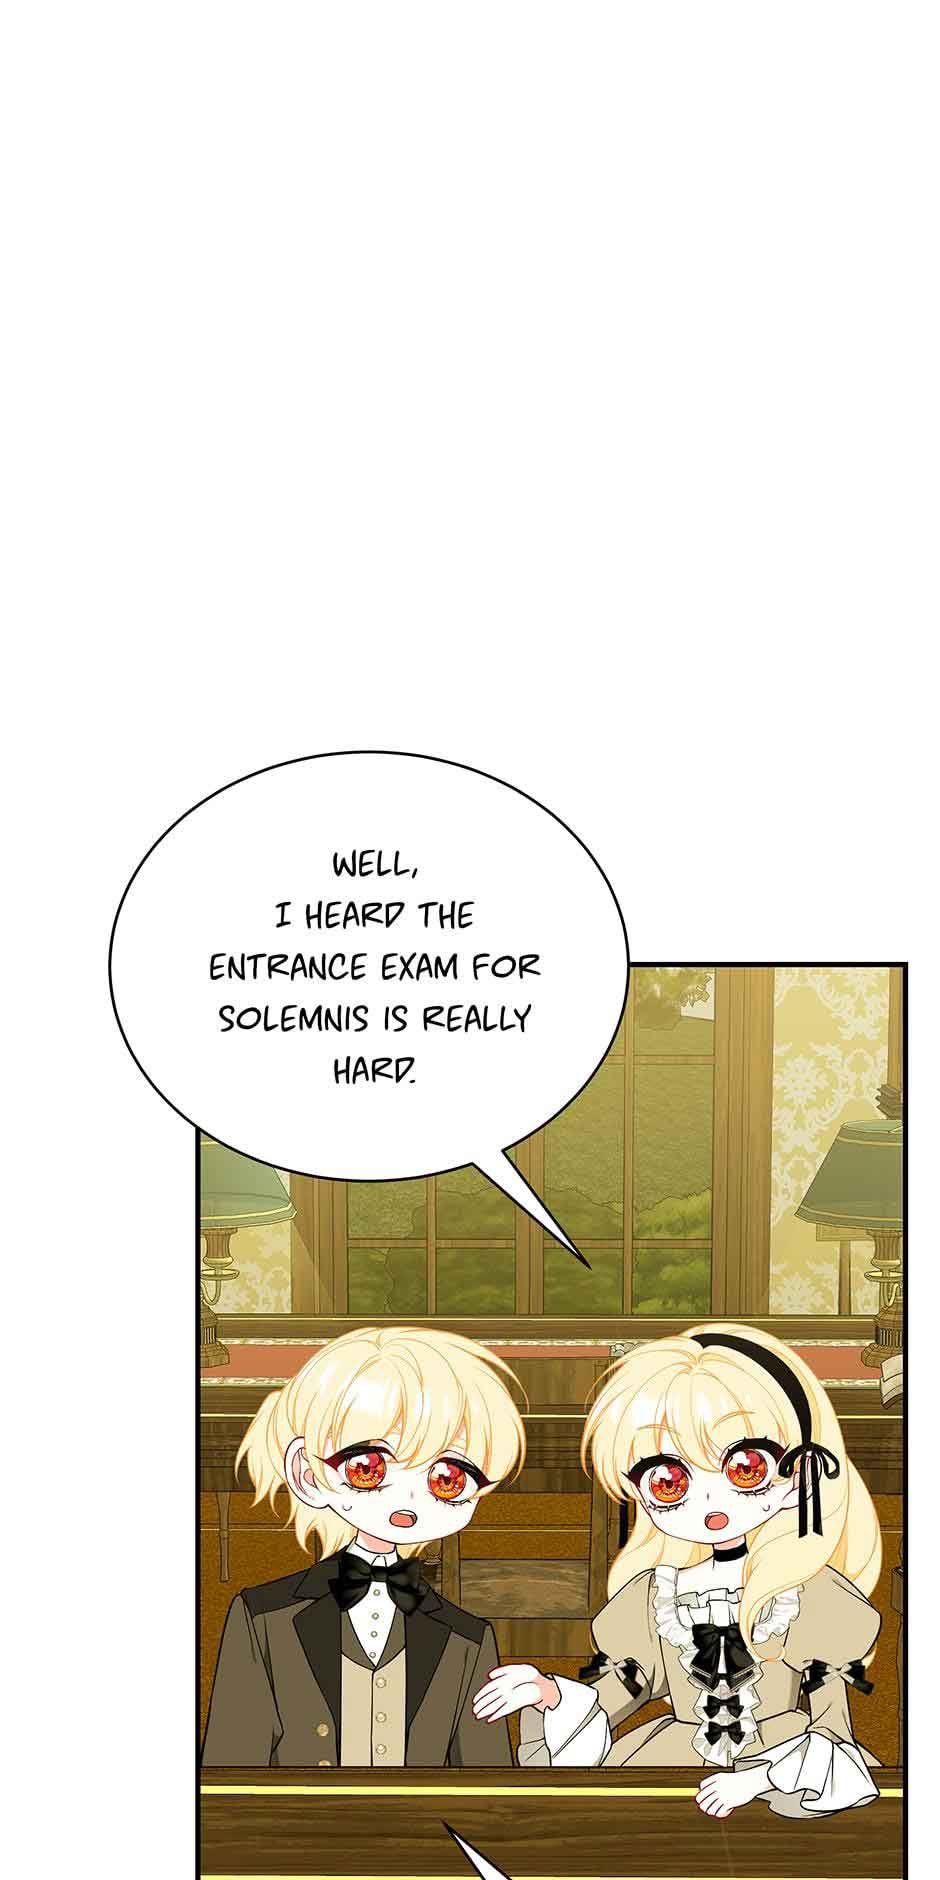 WELL,
I HEARD THE
ENTRANCE EXAM FOR
SOLEMNIS IS REALLY
HARD.